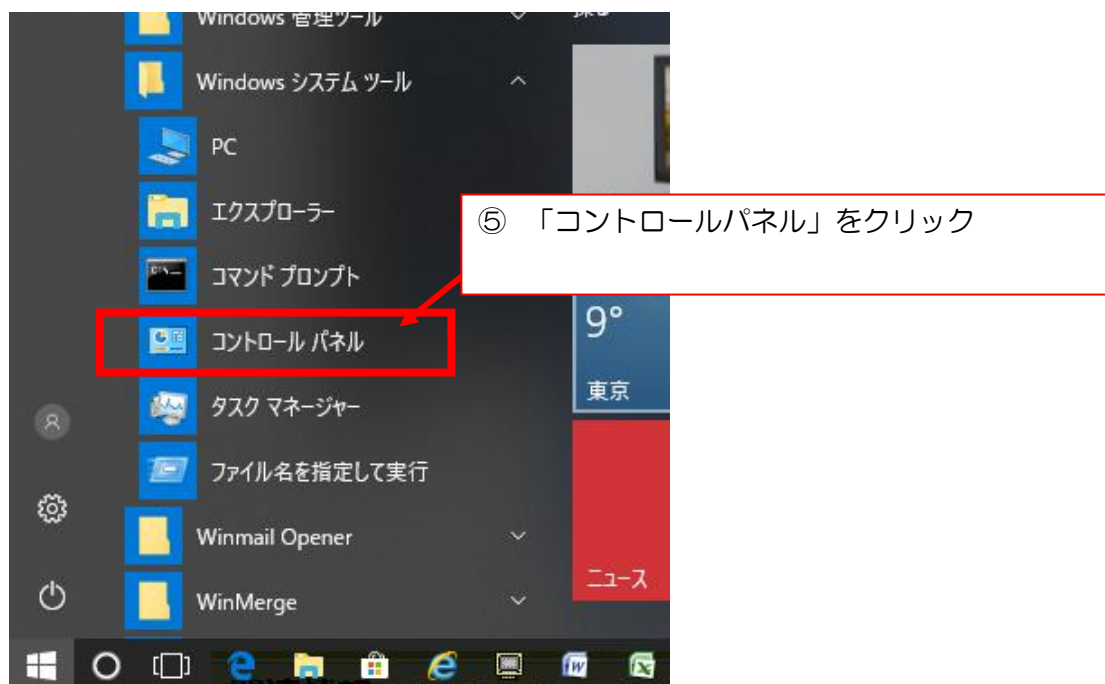 Windows 管理ツール
Windows システム ツール
PC
エクスプローラー
⑤ 「コントロールパネル」をクリック
コマンド プロンプト
コントロール パネル
9°
東京
タスク マネージャー
ファイル名を指定して実行
Winmail Opener
ニュース
WinMerge